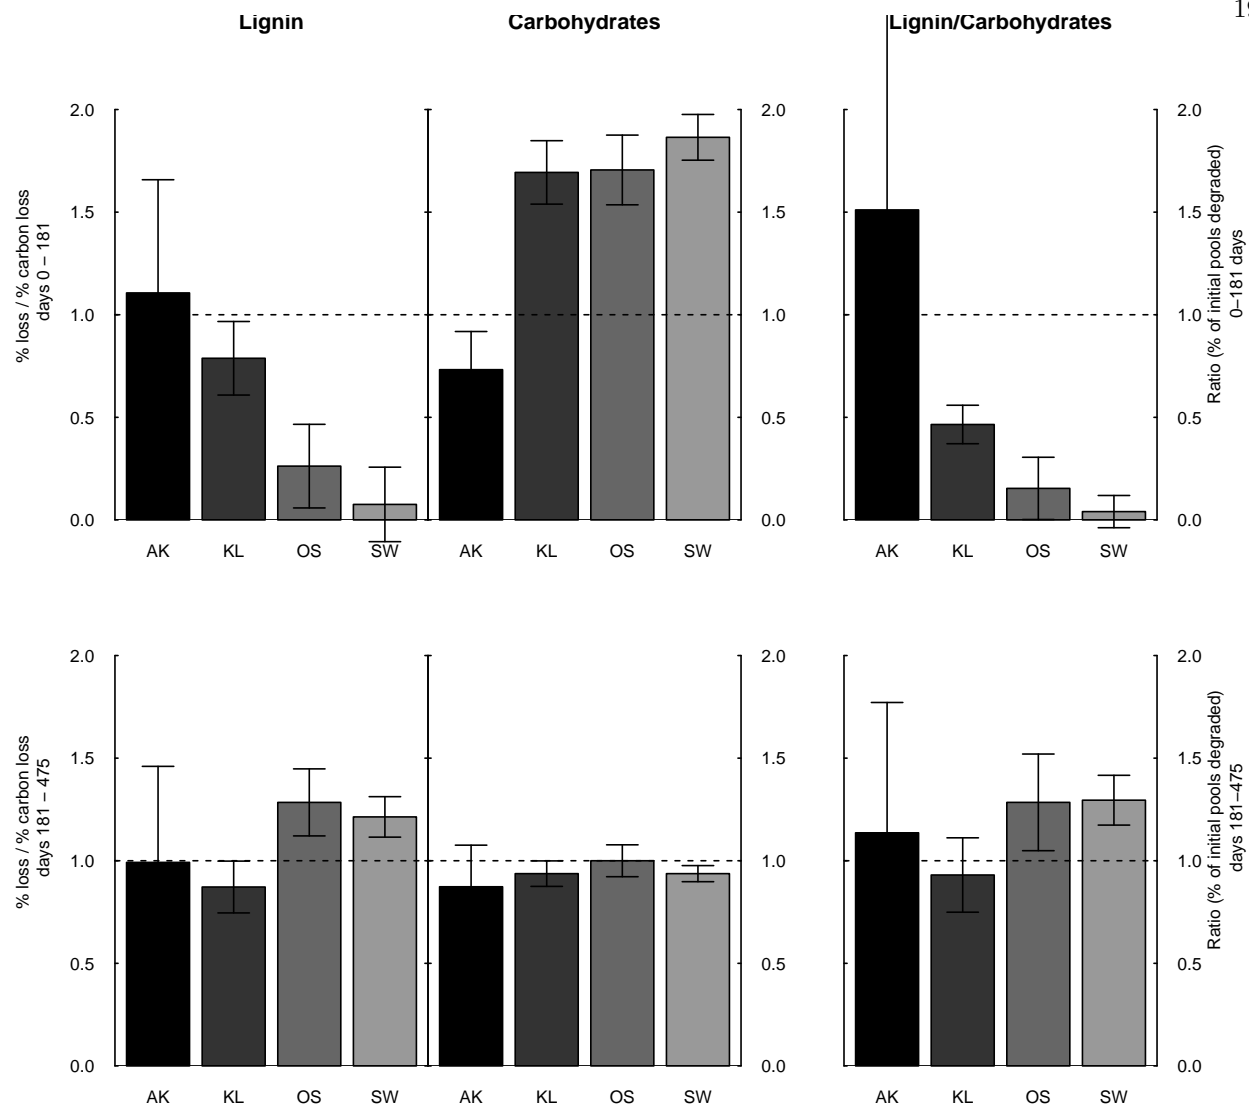 19
Lignin Carbohydrates Lignin/Carbohydrates
% loss / % carbon loss
days 0 – 181
2.0
1.5
1.0
0.5
0.0
AK KL OS SW
AK KL OS SW
2.0
1.5
1.0
0.5
0.0
AK KL OS SW
2.0
1.5
1.0
0.5
0.0
Ratio (% of initial pools degraded)
0–181 days
% loss / % carbon loss
days 181 – 475
2.0
1.5
1.0
0.5
0.0
AK KL OS SW
AK KL OS SW
2.0
1.5
1.0
0.5
0.0
AK KL OS SW
2.0
1.5
1.0
0.5
0.0
Ratio (% of initial pools degraded)
days 181–475